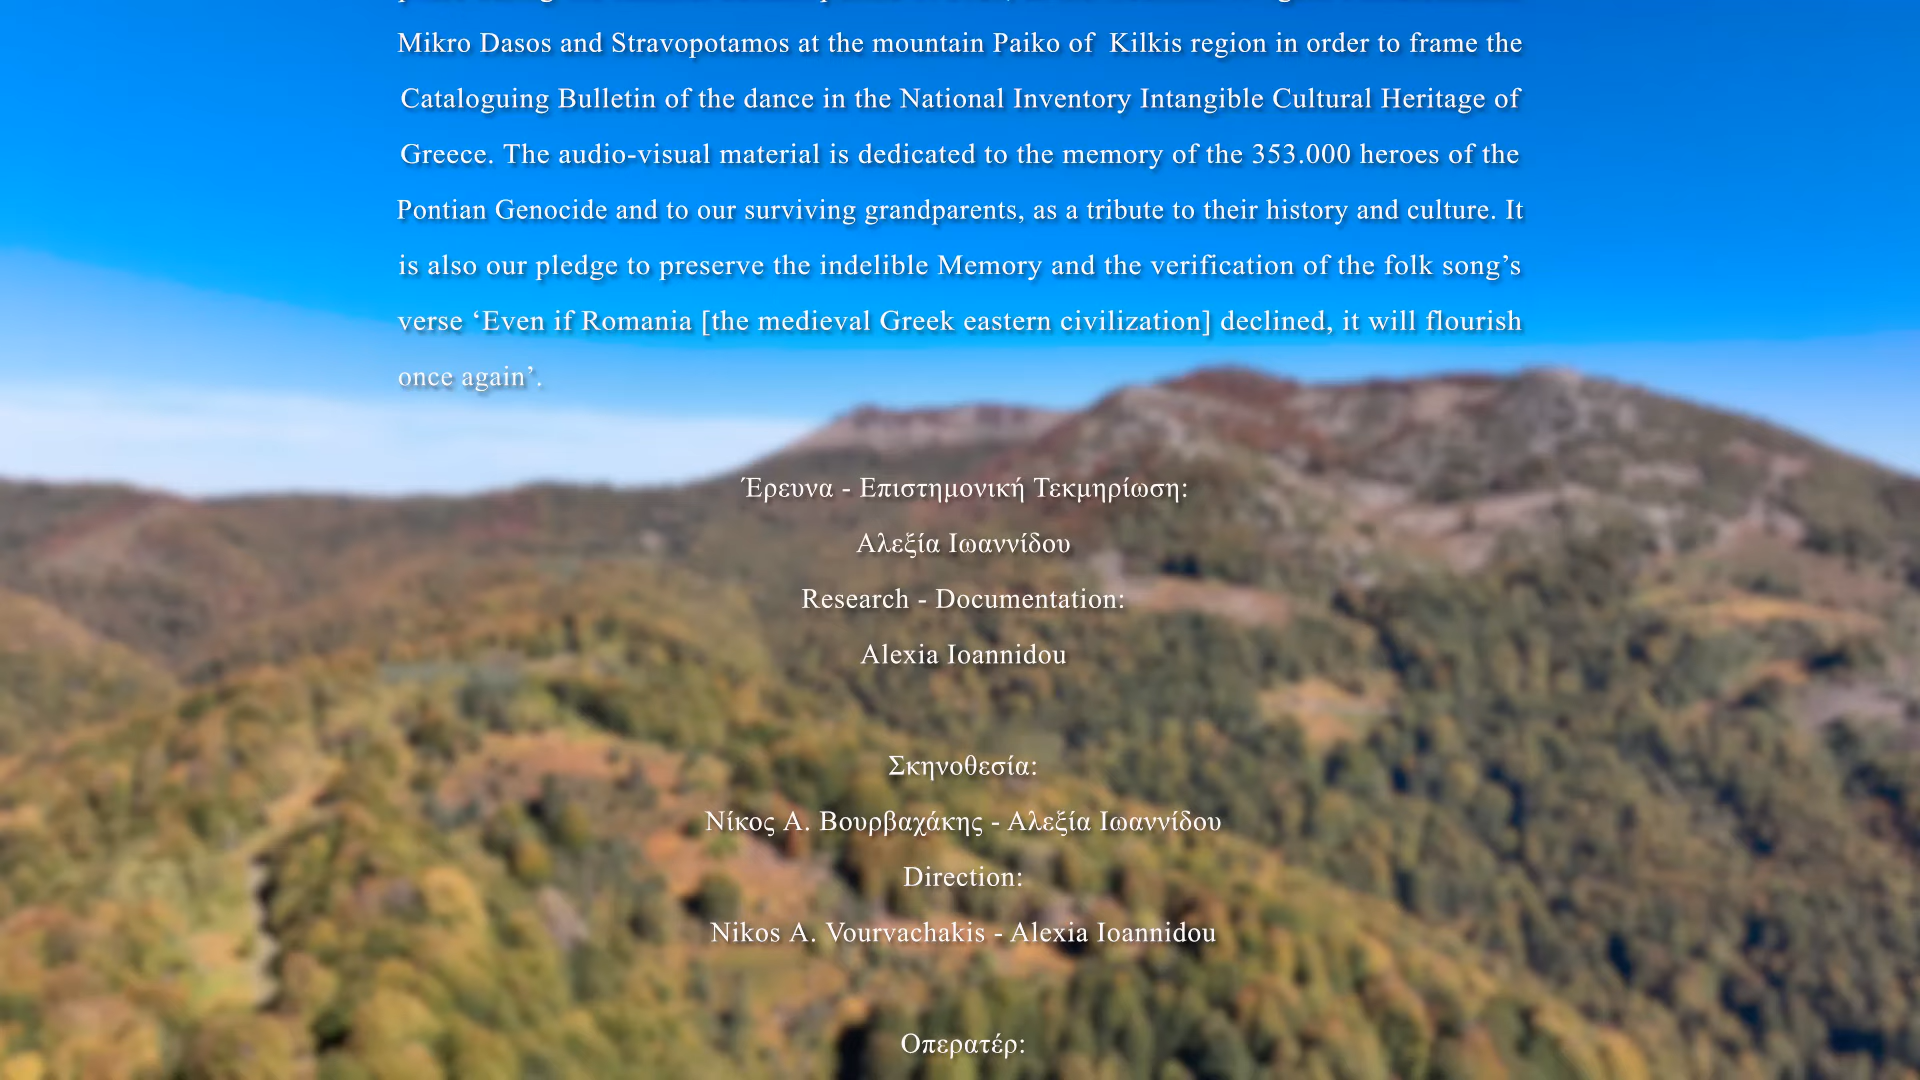 Mikro Dasos and Stravopotamos at the mountain Paiko of Kilkis region in order to frame the
Cataloguing Bulletin of the dance in the National Inventory Intangible Cultural Heritage of
Greece. The audio-visual material is dedicated to the memory of the 353.000 heroes of the
Pontian Genocide and to our surviving grandparents, as a tribute to their history and culture. It
is also our pledge to preserve the indelible Memory and the verification of the folk song’s
verse ‘Even if Romania [the medieval Greek eastern civilization] declined, it will flourish
once again’.
Έρευνα - Επιστημονική Τεκμηρίωση:
Αλεξία Ιωαννίδου
Research - Documentation:
Alexia Ioannidou
Σκηνοθεσία:
Νίκος Α. Βουρβαχάκης - Αλεξία Ιωαννίδου
Direction:
Nikos A. Vourvachakis - Alexia Ioannidou
Οπερατέρ: